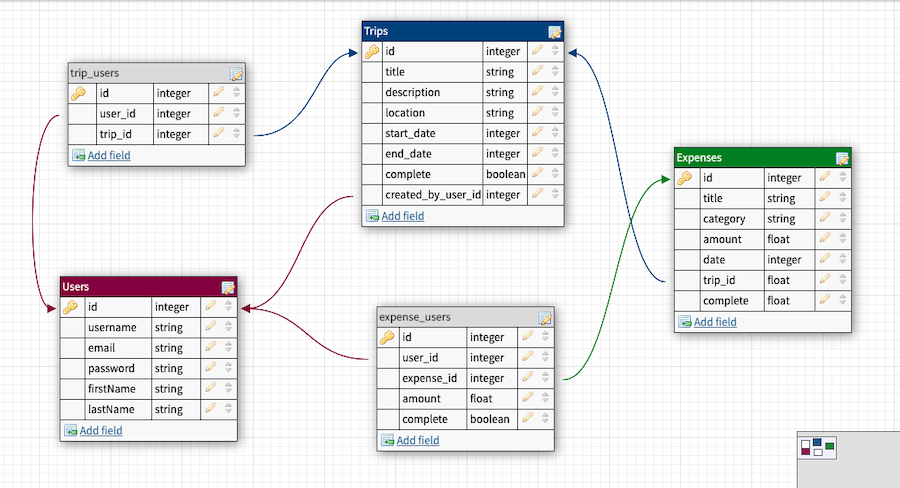 trip_users
id integer
user_id integer
trip_id integer
Add field
Trips
id integer
title string
description string
location string
start_date integer
end_date integer
complete boolean
created_by_user_id integer
Add field
Expenses
id integer
title string
category string
amount float
date integer
trip_id float
complete float
Add field
Users
id integer
username string
email string
password string
firstName string
lastName string
Add field
expense_users
id integer
user_id integer
expense_id integer
amount float
complete boolean
Add field